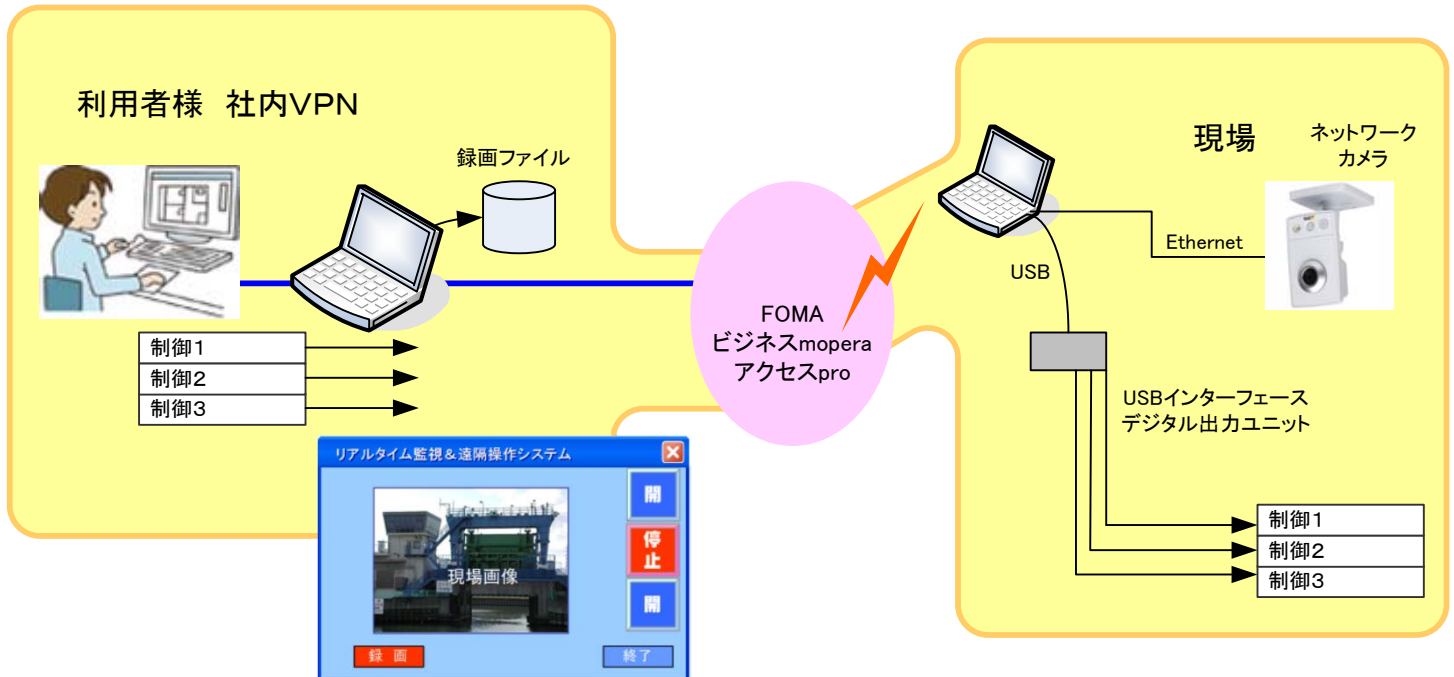 利用者様 社内VPN
録画ファイル
制御1
制御2
制御3
FOMA
ビジネスmopera
アクセスpro
現場
ネットワーク
カメラ
Ethernet
USB
USBインターフェース
デジタル出力ユニット
制御1
制御2
制御3
リアルタイム監視&遠隔操作システム
開
停
止
開
現場画像
録 画
終了